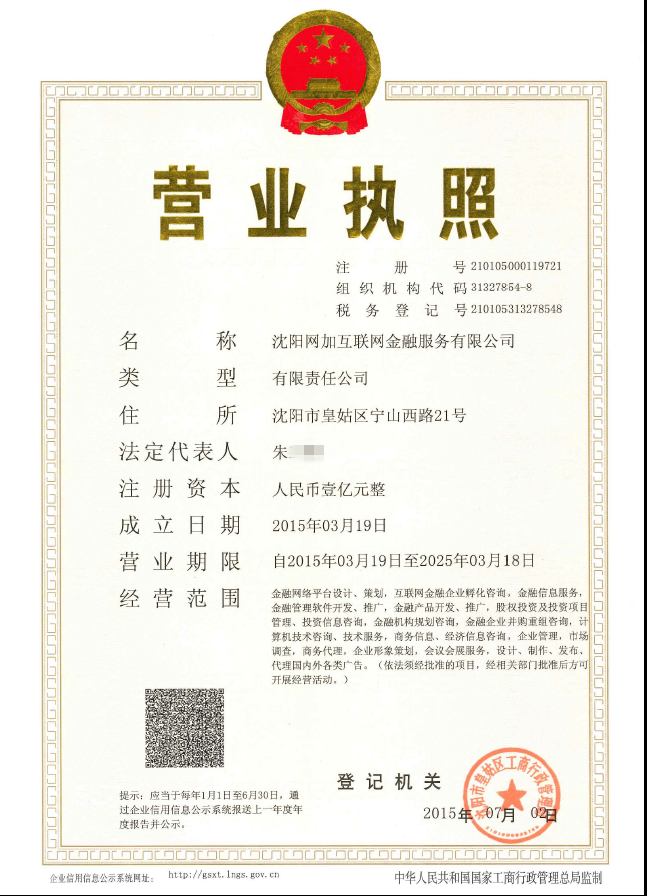 营业执照
注册号 210105000119721
组织机构代码 31327854-8
税务登记号 210105313278548
名称 沈阳网加互联网金融服务有限公司
类型 有限责任公司
住所 沈阳市皇姑区宁山西路21号
法定代表人 朱
注册资本 人民币壹亿元整
成立日期 2015年03月19日
营业期限 自2015年03月19日至2025年03月18日
经营范围 金融网络平台设计、策划，互联网金融企业孵化咨询，金融信息服务，
金融管理软件开发、推广，金融产品开发、推广，股权投资及投资项目
管理、投资信息咨询，金融机构规划咨询，金融企业并购重组咨询，计
算机技术咨询、技术服务，商务信息、经济信息咨询，企业管理，市场
调查，商务代理，企业形象策划，会议会展服务，设计、制作、发布、
代理国内外各类广告。（依法须经批准的项目，经相关部门批准后方可
开展经营活动。）
登记机关
沈阳市皇姑区工商行政管理局
2015年 07月 02日
提示：应当于每年1月1日至6月30日，通
过企业信用信息公示系统报送上一年度年
度报告并公示。
企业信用信息公示系统网址： http://gsxt.lngs.gov.cn
中华人民共和国国家工商行政管理总局监制